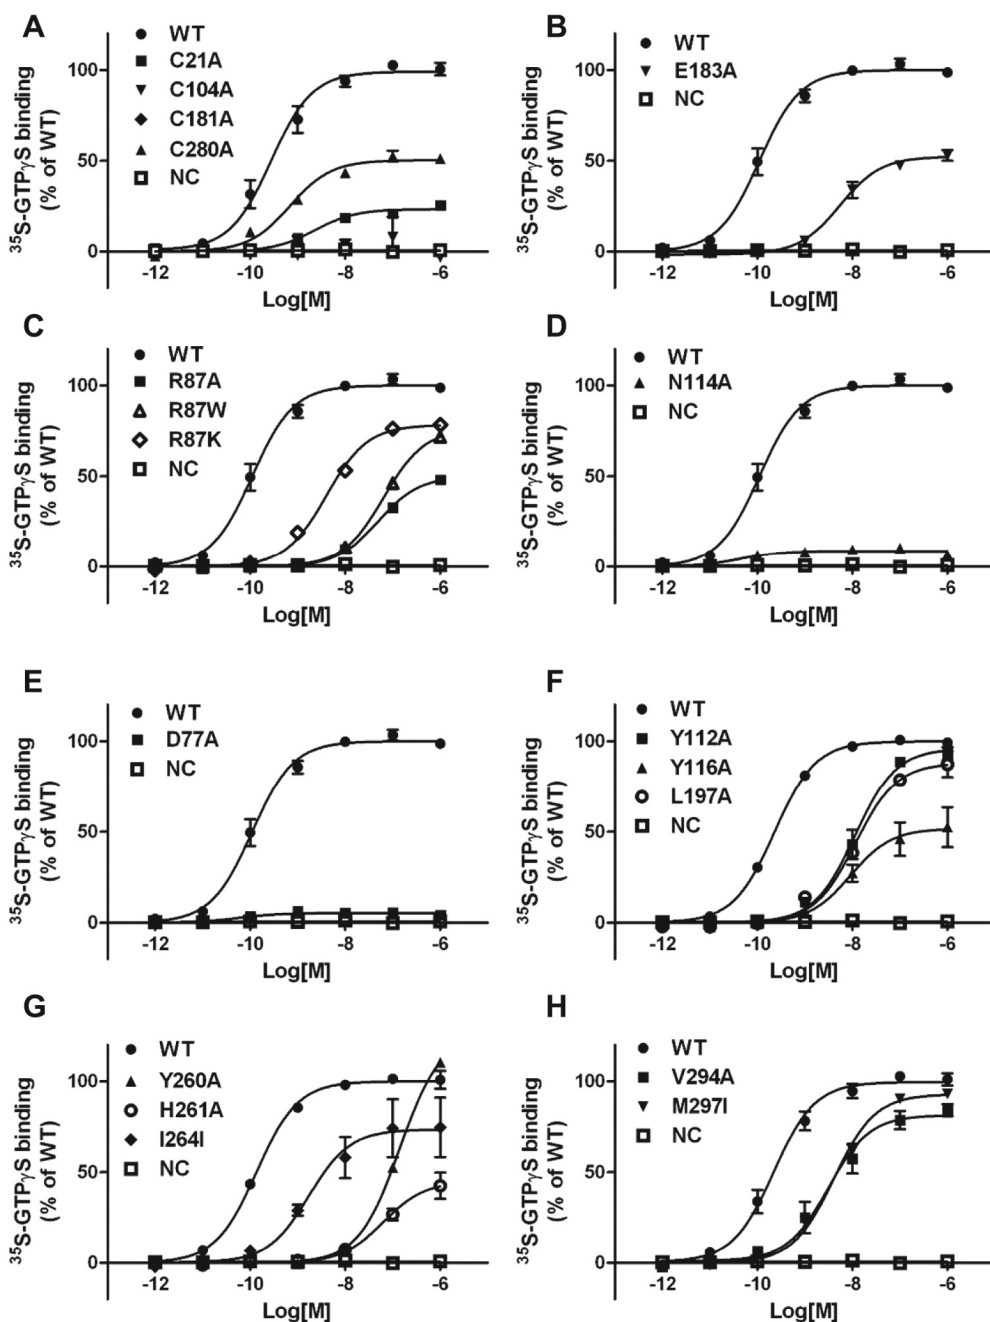 A
WT
C21A
C104A
C181A
C280A
NC
100
50
0
-12 -10 -8 -6
Log[M]
35S-GTPγS binding
(% of WT)
B
WT
E183A
NC
100
50
0
-12 -10 -8 -6
Log[M]
35S-GTPγS binding
(% of WT)
C
WT
R87A
R87W
R87K
NC
100
50
0
-12 -10 -8 -6
Log[M]
35S-GTPγS binding
(% of WT)
D
WT
N114A
NC
100
50
0
-12 -10 -8 -6
Log[M]
35S-GTPγS binding
(% of WT)
E
WT
D77A
NC
100
50
0
-12 -10 -8 -6
Log[M]
35S-GTPγS binding
(% of WT)
F
WT
Y112A
Y116A
L197A
NC
100
50
0
-12 -10 -8 -6
Log[M]
35S-GTPγS binding
(% of WT)
G
WT
Y260A
H261A
I264I
NC
100
50
0
-12 -10 -8 -6
Log[M]
35S-GTPγS binding
(% of WT)
H
WT
V294A
M297I
NC
100
50
0
-12 -10 -8 -6
Log[M]
35S-GTPγS binding
(% of WT)